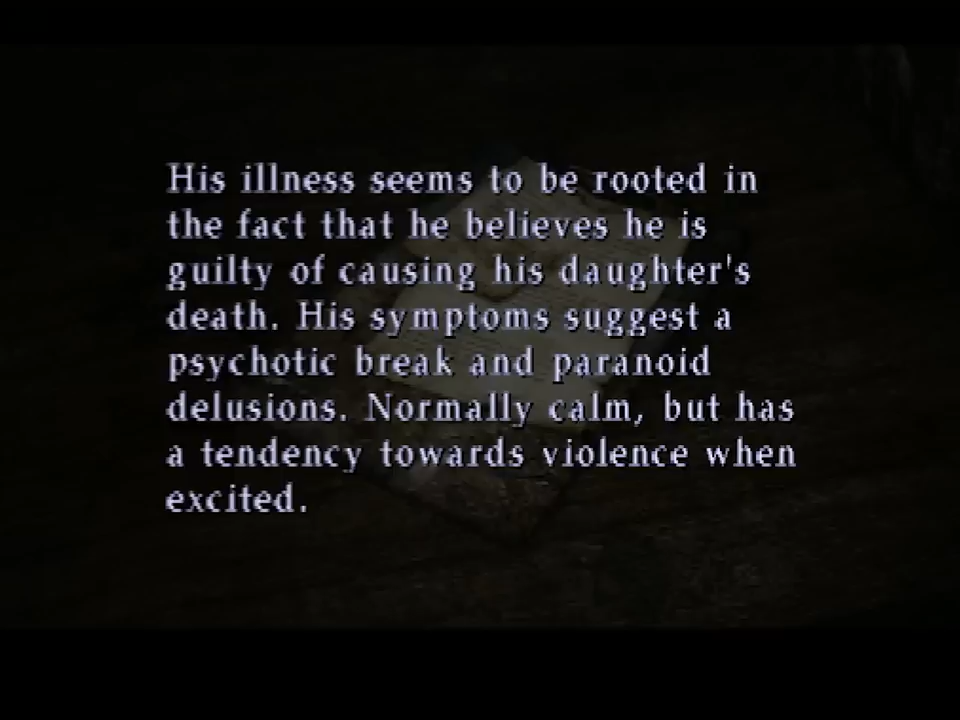 His illness seems to be rooted in
the fact that he believes he is
guilty of causing his daughter's
death. His symptoms suggest a
psychotic break and paranoid
delusions. Normally calm, but has
a tendency towards violence when
excited.